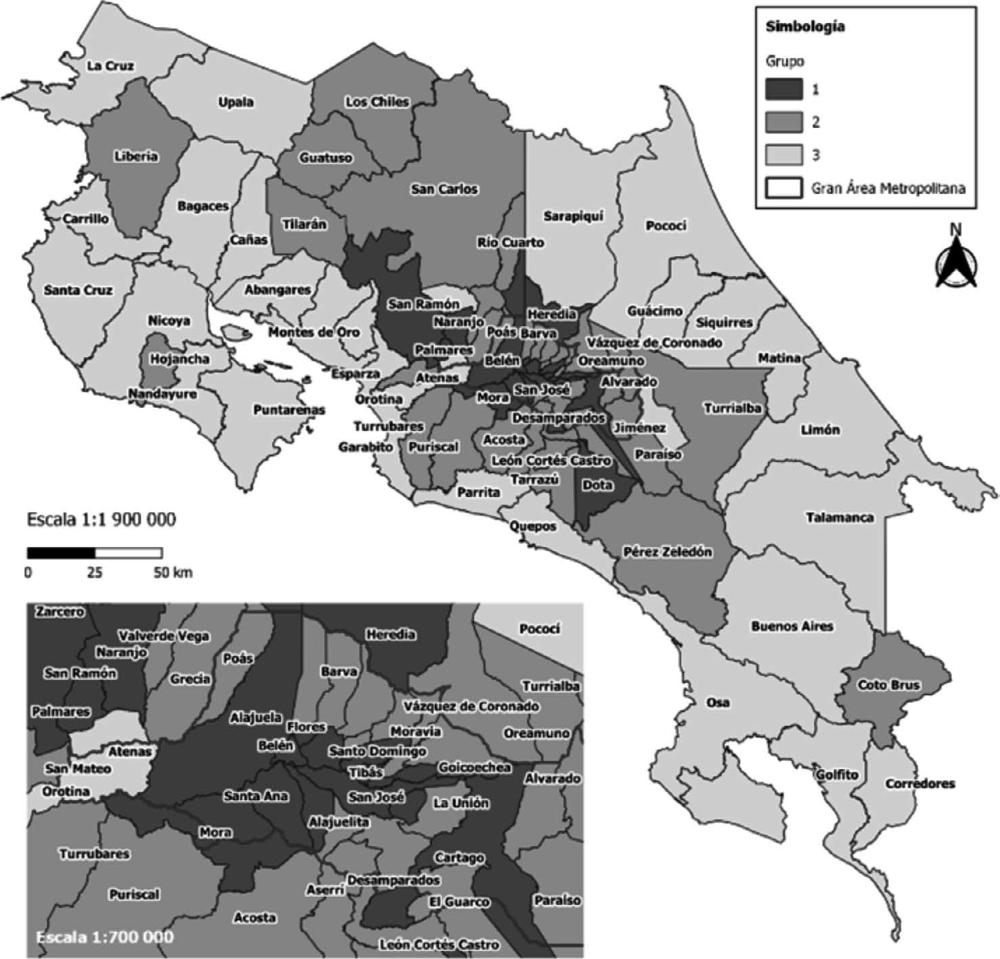 Simbología
Grupo
1
2
3
Gran Área Metropolitana
N
La Cruz
Upala
Los Chiles
Liberia
Guatuso
San Carlos
Bagaces
Carrillo
Cañas
Tilarán
Río Cuarto
Sarapiquí
Pococí
Santa Cruz
Abangares
San Ramón
Nicoya
Naranjo
Heredia
Guácimo
Siquirres
Montes de Oro
Poás
Barva
Vázquez de Coronado
Hojancha
Palmares
Belén
Oreamuno
Matina
Esparza
Atenas
Alvarado
Nandayure
Orotina
Mora
San José
Puntarenas
Turrialba
Turrubares
Desamparados
Jiménez
Limón
Garabito
Puriscal
Acosta
Paraíso
León Cortés Castro
Tarrazú
Dota
Parrita
Quepos
Talamanca
Pérez Zeledón
Buenos Aires
Coto Brus
Osa
Golfito
Corredores
Escala 1:1 900 000
0 25 50 km
Zarcero
Valverde Vega
Heredia
Pococí
Naranjo
Poás
San Ramón
Grecia
Barva
Turrialba
Palmares
Alajuela
Vázquez de Coronado
Flores
Moravia
Oreamuno
Atenas
Belén
Santo Domingo
San Mateo
Tibás
Goicoechea
Alvarado
Orotina
Santa Ana
San José
La Unión
Mora
Alajuelita
Turrubares
Cartago
Puriscal
Aserrí
Desamparados
El Guarco
Paraíso
Acosta
León Cortés Castro
Escala 1:700 000